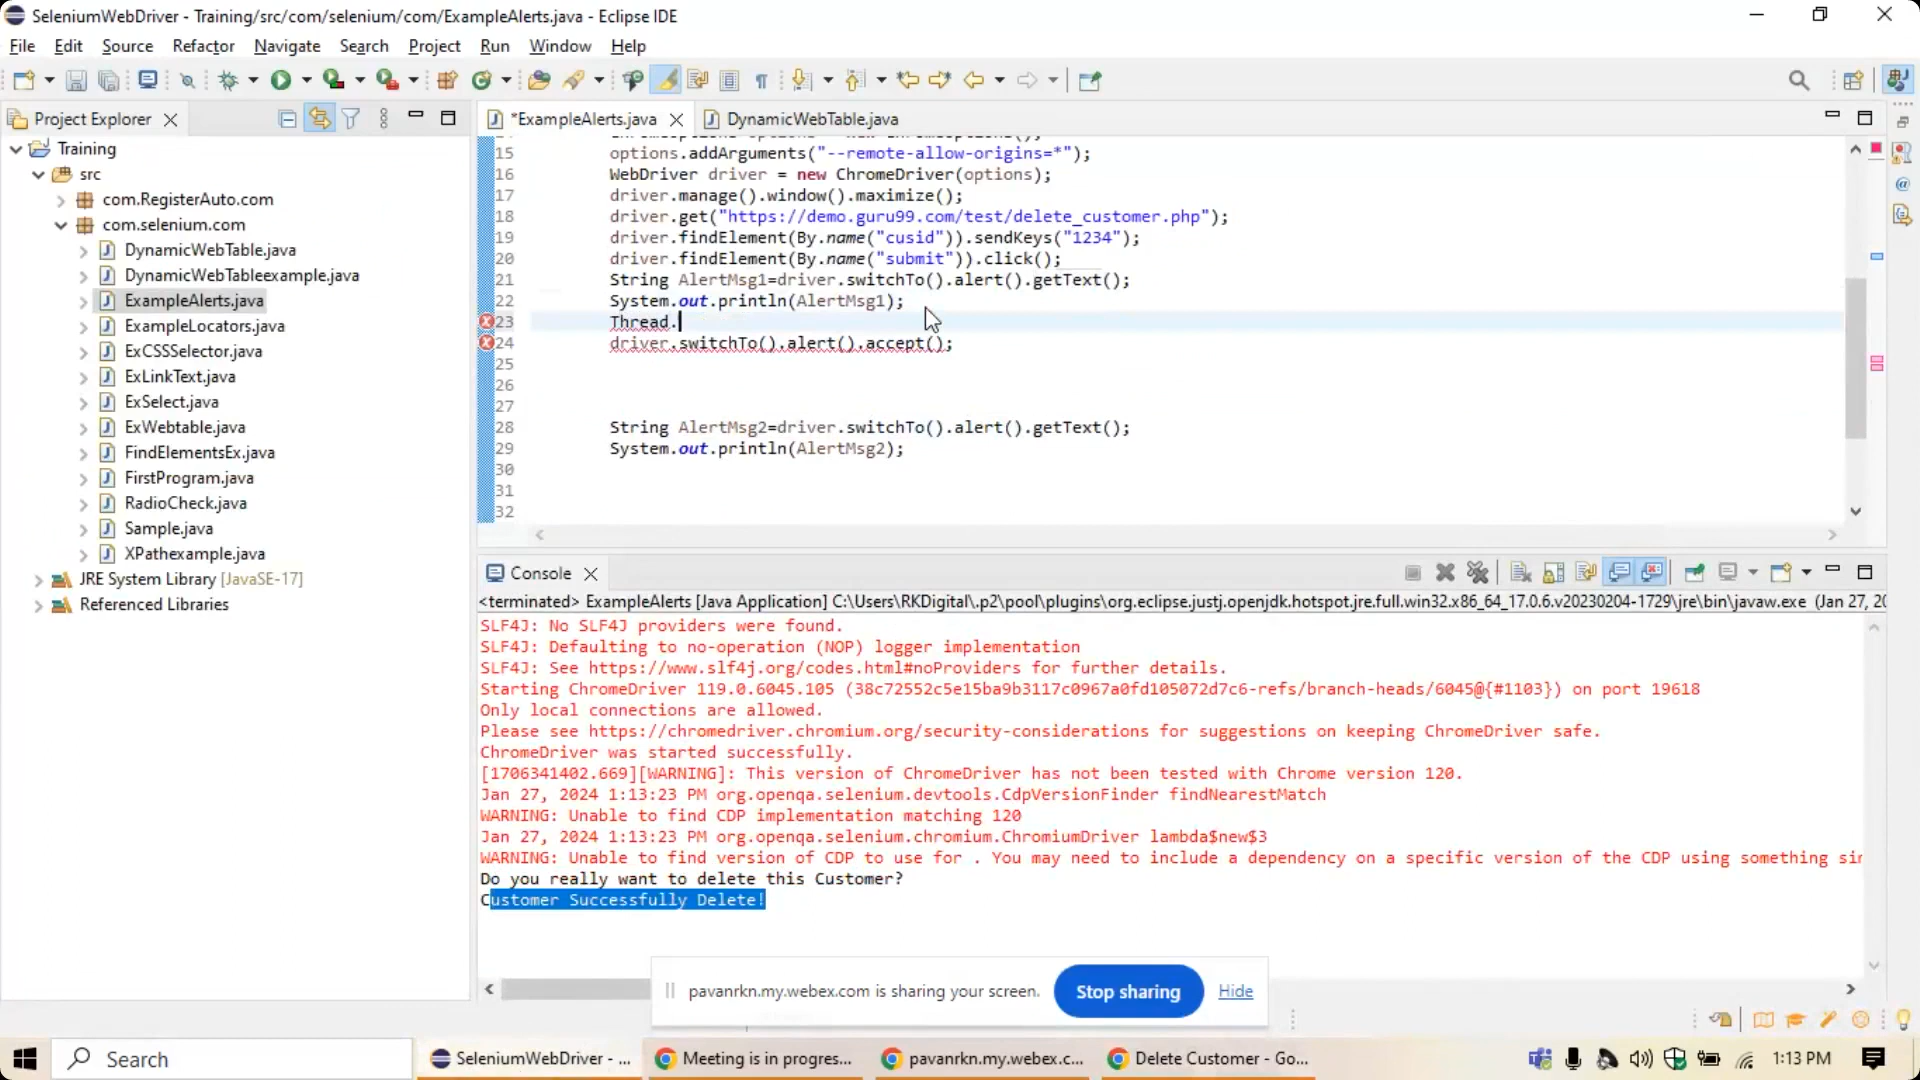 SeleniumWebDriver - Training/src/com/selenium/com/ExampleAlerts.java - Eclipse IDE
File Edit Source Refactor Navigate Search Project Run Window Help
Project Explorer
Training
src
com.RegisterAuto.com
com.selenium.com
DynamicWebTable.java
DynamicWebTableexample.java
ExampleAlerts.java
ExampleLocators.java
ExCSSSelector.java
ExLinkText.java
ExSelect.java
ExWebtable.java
FindElementsEx.java
FirstProgram.java
RadioCheck.java
Sample.java
XPathexample.java
JRE System Library [JavaSE-17]
Referenced Libraries
*ExampleAlerts.java DynamicWebTable.java
15 options.addArguments("--remote-allow-origins=*");
16 WebDriver driver = new ChromeDriver(options);
17 driver.manage().window().maximize();
18 driver.get("https://demo.guru99.com/test/delete_customer.php");
19 driver.findElement(By.name("cusid")).sendKeys("1234");
20 driver.findElement(By.name("submit")).click();
21 String AlertMsg1=driver.switchTo().alert().getText();
22 System.out.println(AlertMsg1);
23 Thread.
24 driver.switchTo().alert().accept();
25
26
27
28 String AlertMsg2=driver.switchTo().alert().getText();
29 System.out.println(AlertMsg2);
30
31
32
Console
<terminated> ExampleAlerts [Java Application] C:\Users\RKDigital\.p2\pool\plugins\org.eclipse.justj.openjdk.hotspot.jre.full.win32.x86_64_17.0.6.v20230204-1729\jre\bin\javaw.exe (Jan 27, 20
SLF4J: No SLF4J providers were found.
SLF4J: Defaulting to no-operation (NOP) logger implementation
SLF4J: See https://www.slf4j.org/codes.html#noProviders for further details.
Starting ChromeDriver 119.0.6045.105 (38c72552c5e15ba9b3117c0967a0fd105072d7c6-refs/branch-heads/6045@{#1103}) on port 19618
Only local connections are allowed.
Please see https://chromedriver.chromium.org/security-considerations for suggestions on keeping ChromeDriver safe.
ChromeDriver was started successfully.
[1706341402.669][WARNING]: This version of ChromeDriver has not been tested with Chrome version 120.
Jan 27, 2024 1:13:23 PM org.openqa.selenium.devtools.CdpVersionFinder findNearestMatch
WARNING: Unable to find CDP implementation matching 120
Jan 27, 2024 1:13:23 PM org.openqa.selenium.chromium.ChromiumDriver lambda$new$3
WARNING: Unable to find version of CDP to use for . You may need to include a dependency on a specific version of the CDP using something sir
Do you really want to delete this Customer?
Customer Successfully Delete!
pavanrkn.my.webex.com is sharing your screen. Stop sharing Hide
Search SeleniumWebDriver - ... Meeting is in progres... pavanrkn.my.webex.c... Delete Customer - Go... 1:13 PM